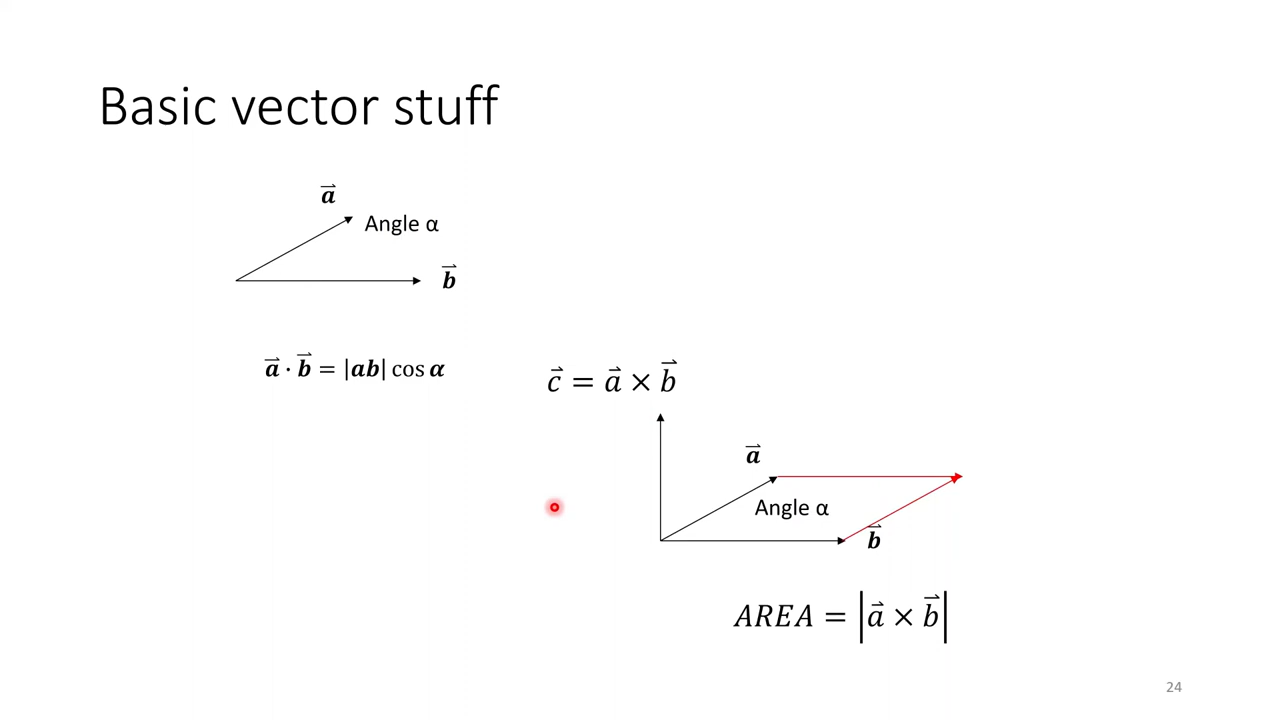 Basic vector stuff
a⃗
Angle α
b⃗
a⃗ · b⃗ = |ab| cos α
c⃗ = a⃗ × b⃗
a⃗
Angle α
b⃗
AREA = |a⃗ × b⃗|
24